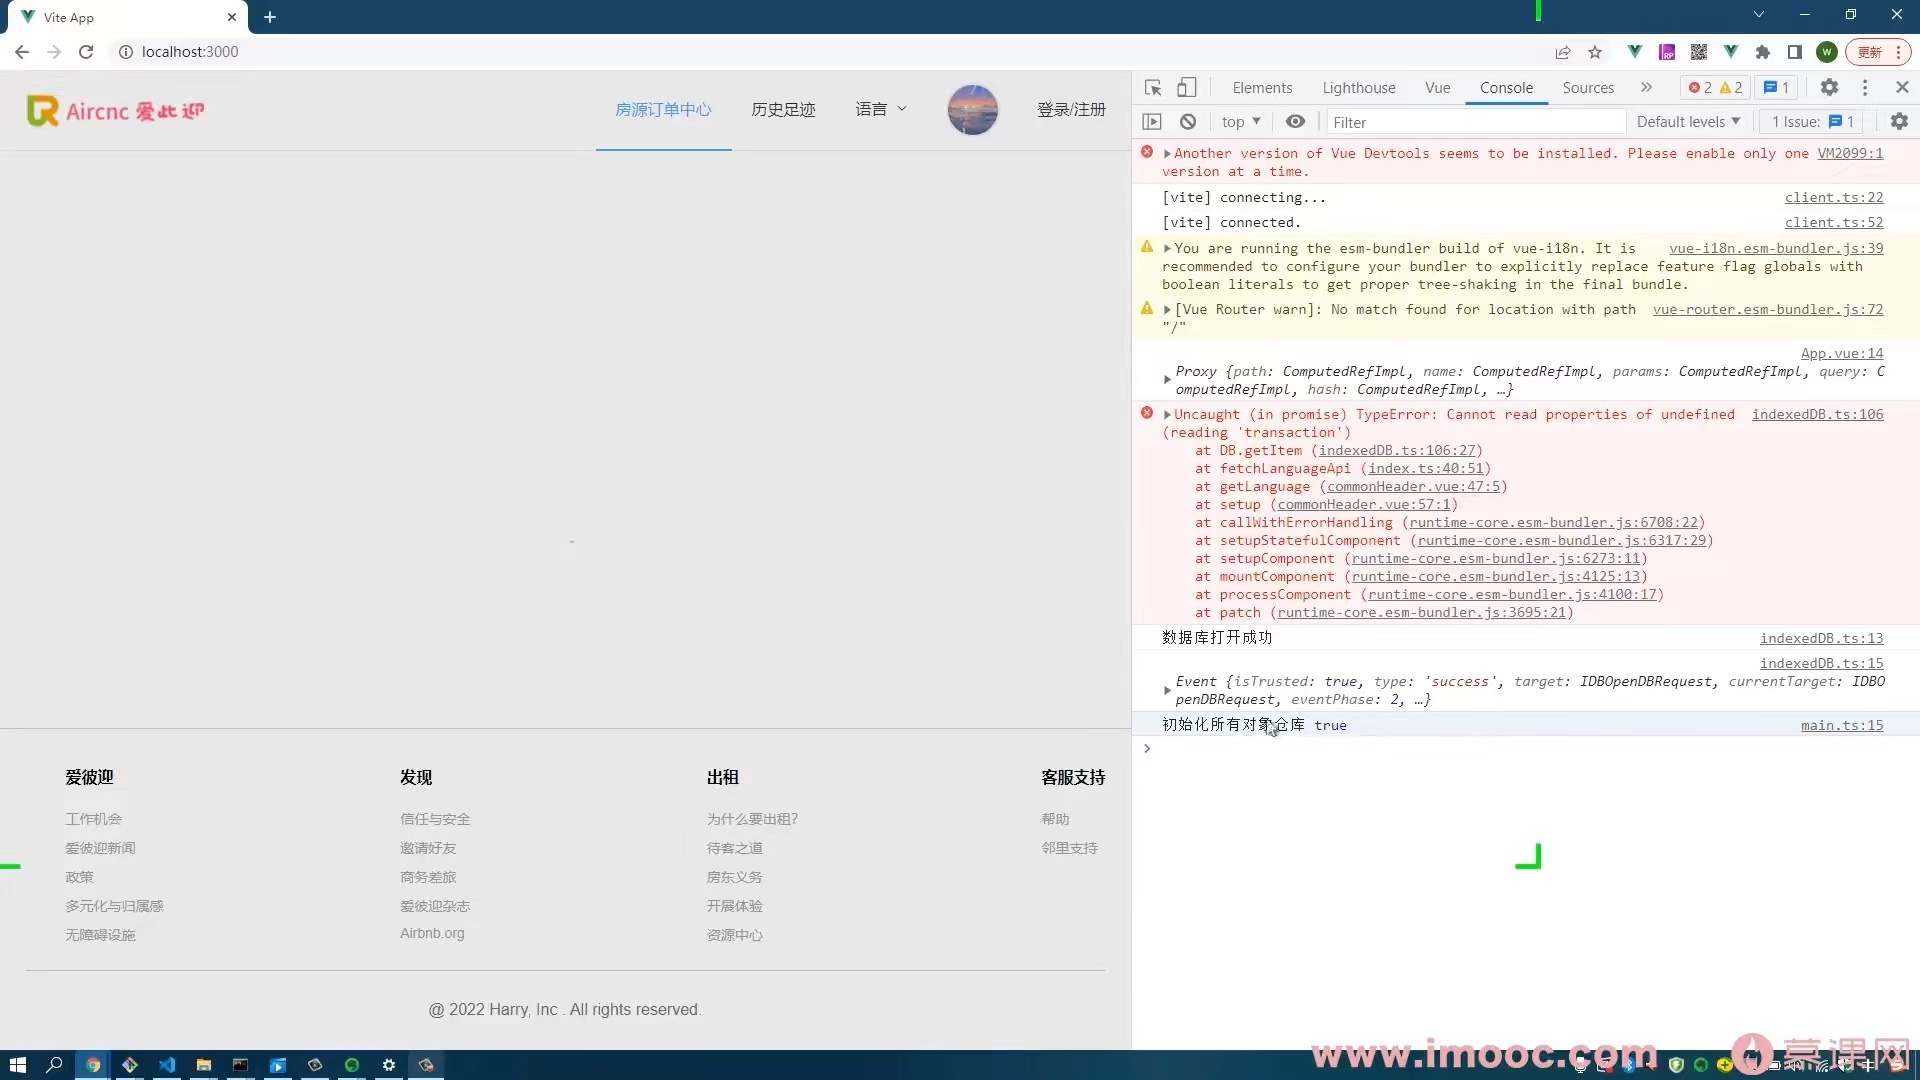 Vite App
localhost:3000
更新
Aircnc 爱此迎
房源订单中心
历史足迹
语言
登录/注册
Elements
Lighthouse
Vue
Console
Sources
2
2
1
top
Filter
Default levels
1 Issue:
1
Another version of Vue Devtools seems to be installed. Please enable only one VM2099:1
version at a time.
[vite] connecting... client.ts:22
[vite] connected. client.ts:52
You are running the esm-bundler build of vue-i18n. It is vue-i18n.esm-bundler.js:39
recommended to configure your bundler to explicitly replace feature flag globals with
boolean literals to get proper tree-shaking in the final bundle.
[Vue Router warn]: No match found for location with path vue-router.esm-bundler.js:72
"/"
App.vue:14
Proxy {path: ComputedRefImpl, name: ComputedRefImpl, params: ComputedRefImpl, query: C
omputedRefImpl, hash: ComputedRefImpl, …}
Uncaught (in promise) TypeError: Cannot read properties of undefined indexedDB.ts:106
(reading 'transaction')
at DB.getItem (indexedDB.ts:106:27)
at fetchLanguageApi (index.ts:40:51)
at getLanguage (commonHeader.vue:47:5)
at setup (commonHeader.vue:57:1)
at callWithErrorHandling (runtime-core.esm-bundler.js:6708:22)
at setupStatefulComponent (runtime-core.esm-bundler.js:6317:29)
at setupComponent (runtime-core.esm-bundler.js:6273:11)
at mountComponent (runtime-core.esm-bundler.js:4125:13)
at processComponent (runtime-core.esm-bundler.js:4100:17)
at patch (runtime-core.esm-bundler.js:3695:21)
数据库打开成功 indexedDB.ts:13
indexedDB.ts:15
Event {isTrusted: true, type: 'success', target: IDBOpenDBRequest, currentTarget: IDBO
penDBRequest, eventPhase: 2, …}
初始化所有对象仓库 true main.ts:15
爱彼迎
工作机会
爱彼迎新闻
政策
多元化与归属感
无障碍设施
发现
信任与安全
邀请好友
商务差旅
爱彼迎杂志
Airbnb.org
出租
为什么要出租?
待客之道
房东义务
开展体验
资源中心
客服支持
帮助
邻里支持
@ 2022 Harry, Inc . All rights reserved.
www.imooc.com 慕课网